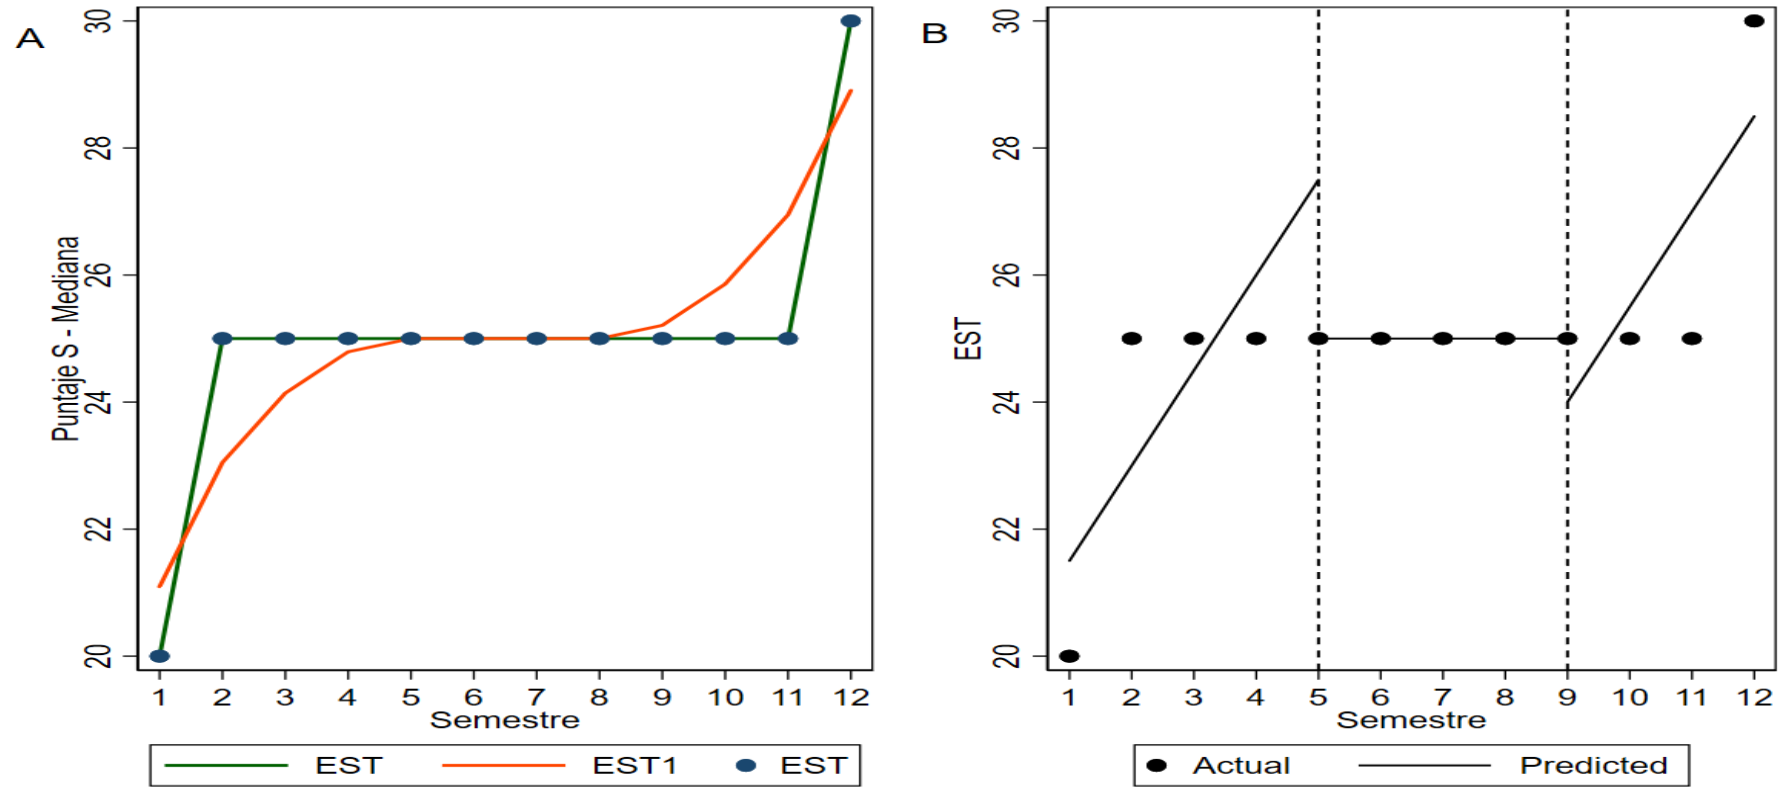 A
Puntaje S - Mediana
30
28
26
24
22
20
1 2 3 4 5 6 7 8 9 10 11 12
Semestre
EST EST1 EST
B
EST
30
28
26
24
22
20
1 2 3 4 5 6 7 8 9 10 11 12
Semestre
Actual Predicted